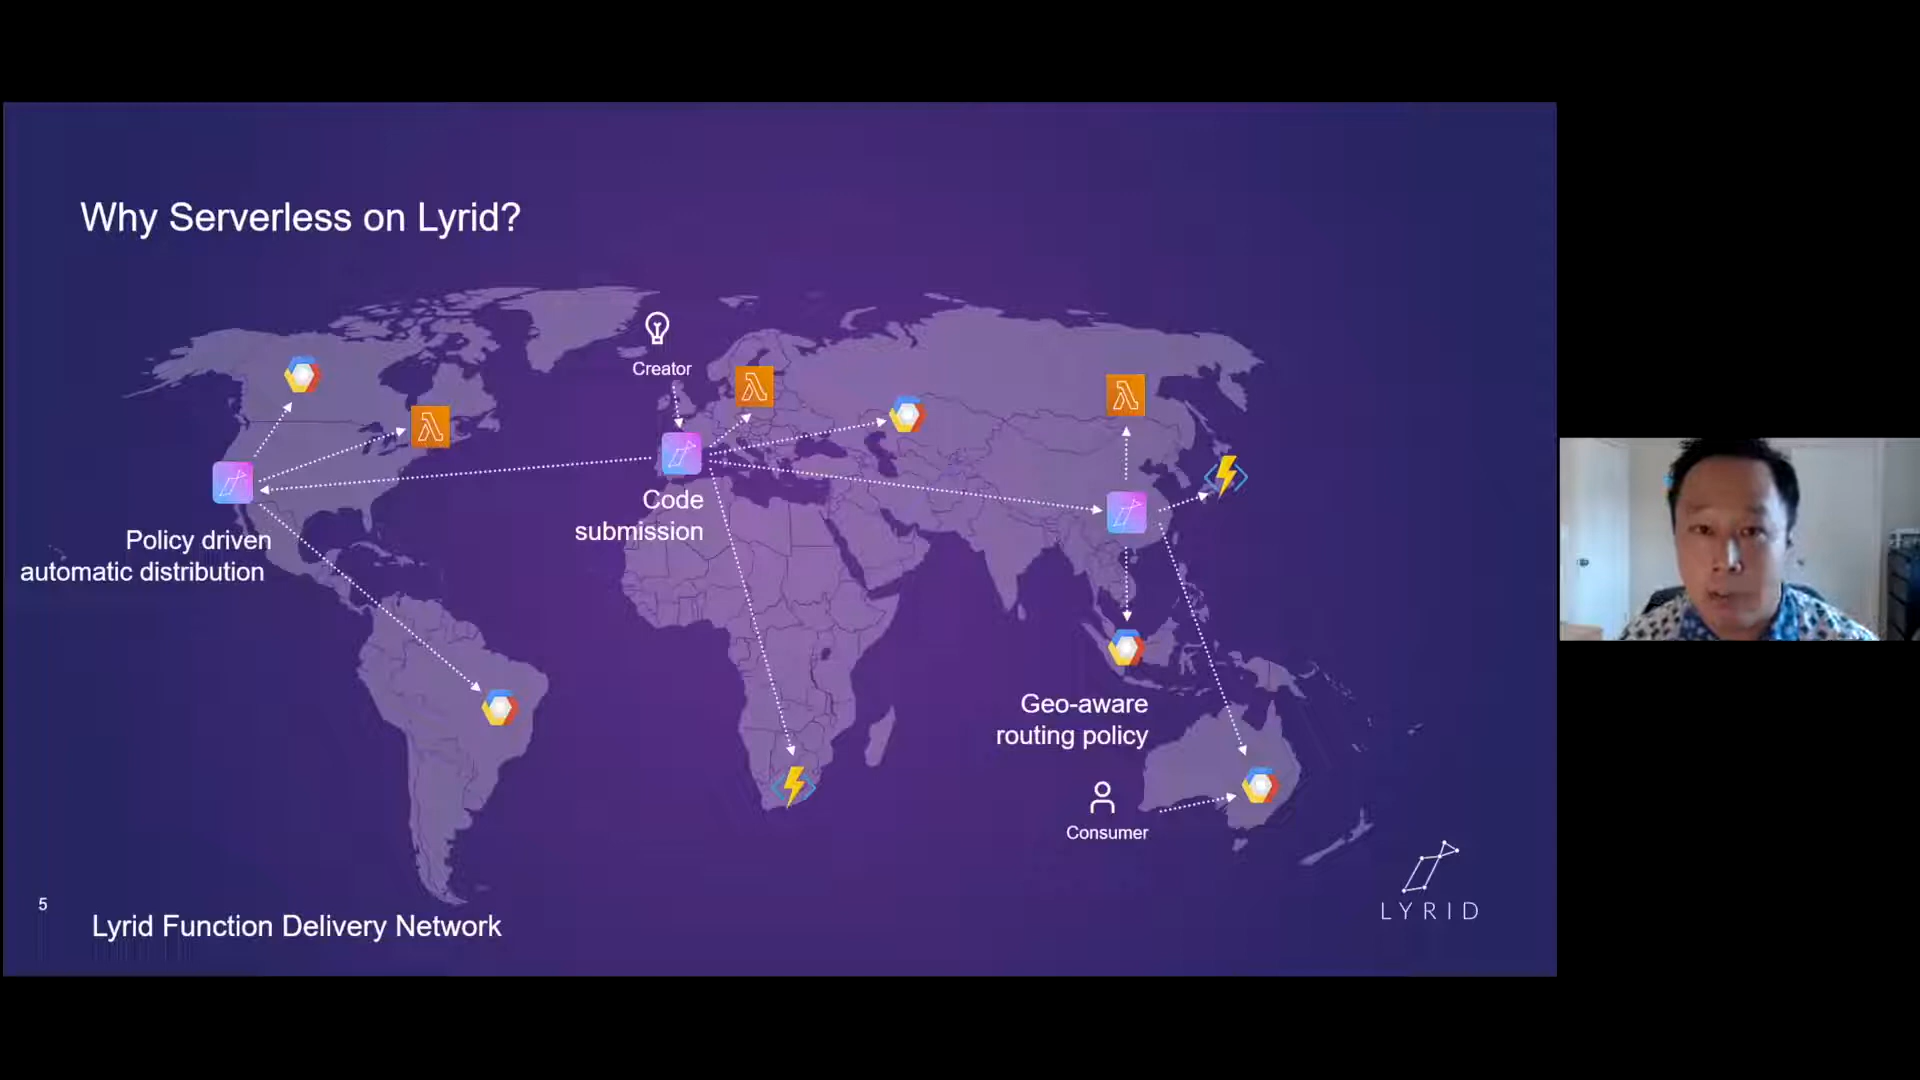 Why Serverless on Lyrid?
Creator
Code
submission
Policy driven
automatic distribution
Geo-aware
routing policy
Consumer
LYRID
5
Lyrid Function Delivery Network